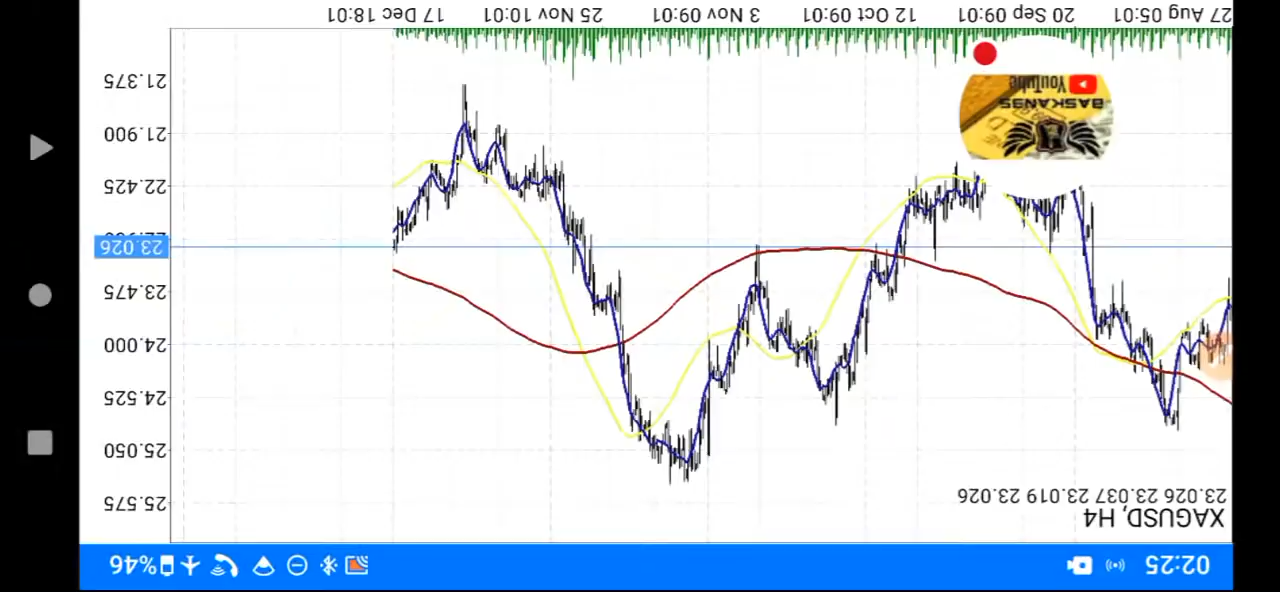 02:25
%46
XAGUSD, H4
23.026 23.037 23.019 23.026
25.575
25.050
24.525
24.000
23.475
23.026
22.425
21.900
21.375
YouTube
27 Aug 05:01 20 Sep 09:01 12 Oct 09:01 3 Nov 09:01 25 Nov 10:01 17 Dec 18:01